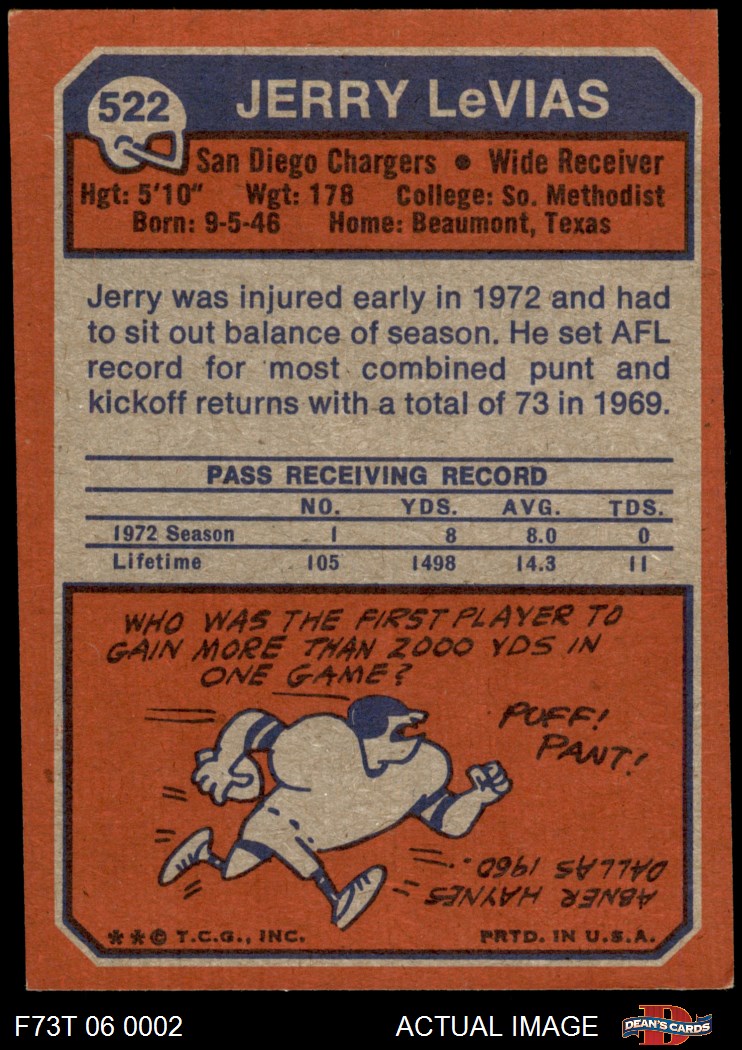 522
JERRY LeVIAS
San Diego Chargers • Wide Receiver
Hgt: 5'10" Wgt: 178 College: So. Methodist
Born: 9-5-46 Home: Beaumont, Texas
Jerry was injured early in 1972 and had
to sit out balance of season. He set AFL
record for most combined punt and
kickoff returns with a total of 73 in 1969.
PASS RECEIVING RECORD
NO. YDS. AVG. TDS.
1972 Season 1 8 8.0 0
Lifetime 105 1498 14.3 11
WHO WAS THE FIRST PLAYER TO
GAIN MORE THAN 2000 YDS IN
ONE GAME?
PUFF!
PANT!
ABNER HAYNES
DALLAS 1960
**© T.C.G., INC. PRTD. IN U.S.A.
F73T 06 0002 ACTUAL IMAGE
D
DEAN'S CARDS